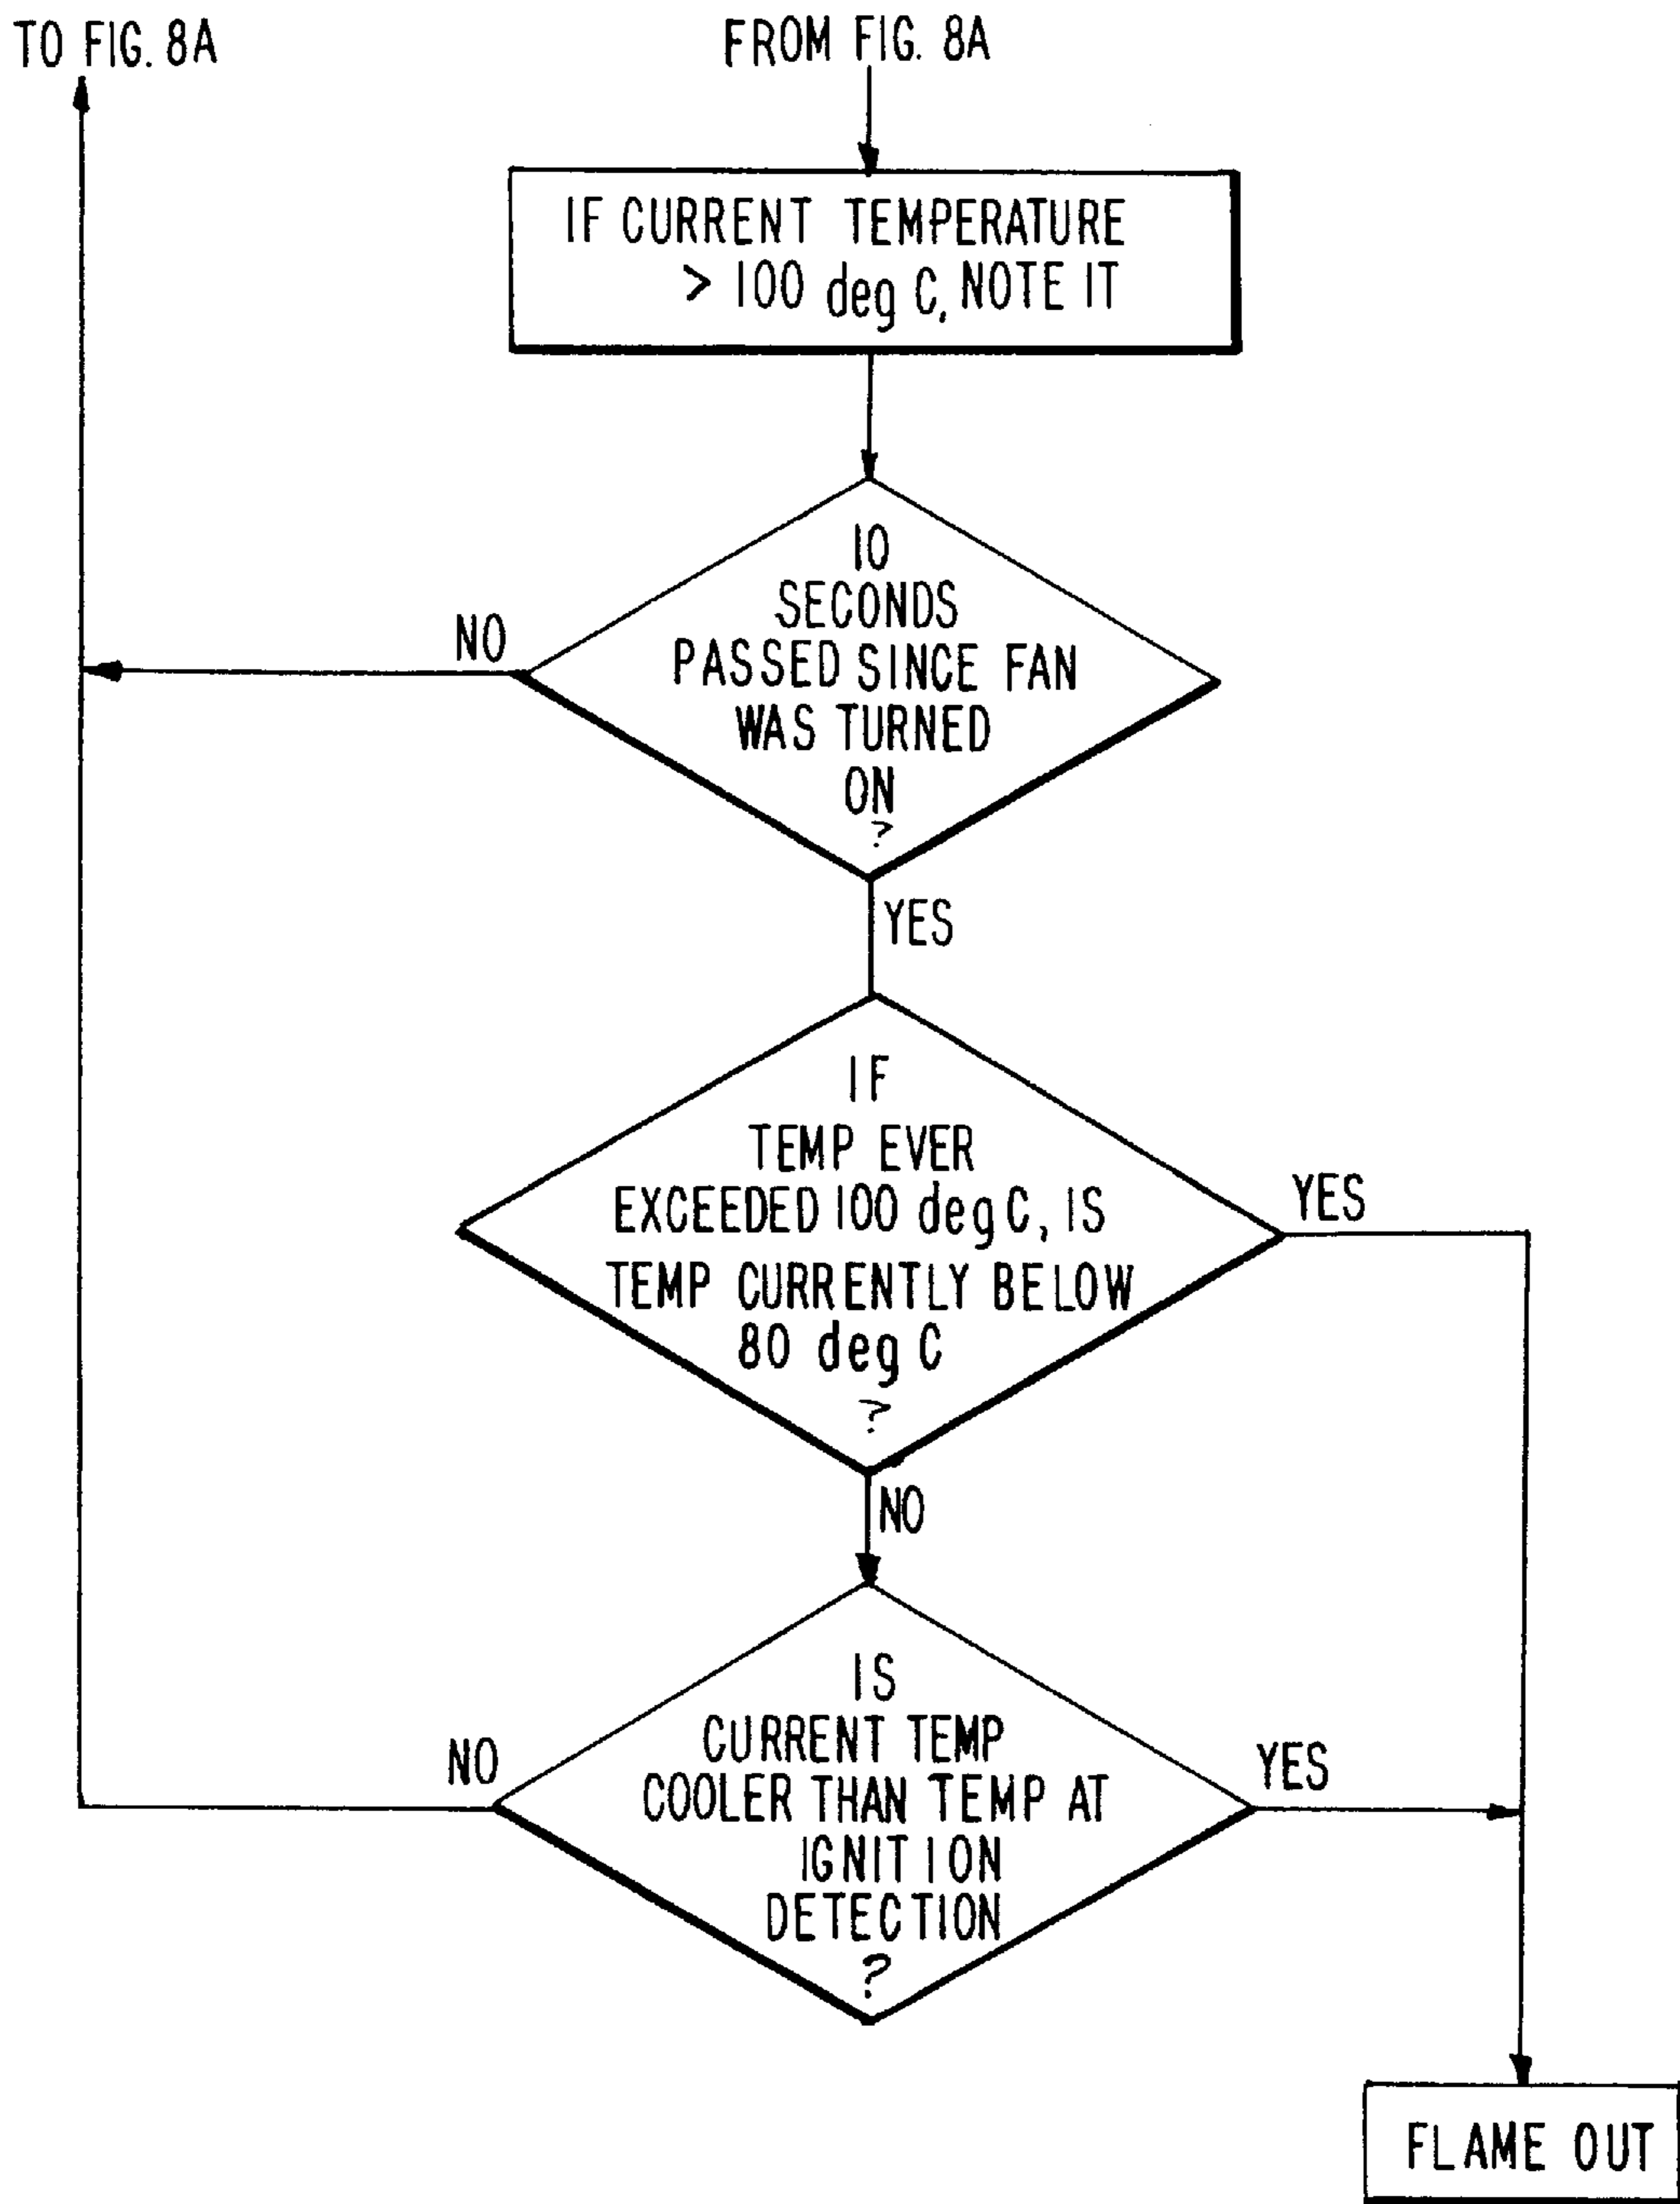 TO FIG. 8A
FROM FIG. 8A
IF CURRENT TEMPERATURE
> 100 deg C, NOTE IT
10
SECONDS
PASSED SINCE FAN
WAS TURNED
ON
?
NO
YES
IF
TEMP EVER
EXCEEDED 100 deg C, IS
TEMP CURRENTLY BELOW
80 deg C
?
YES
NO
IS
CURRENT TEMP
COOLER THAN TEMP AT
IGNITION
DETECTION
?
NO
YES
FLAME OUT